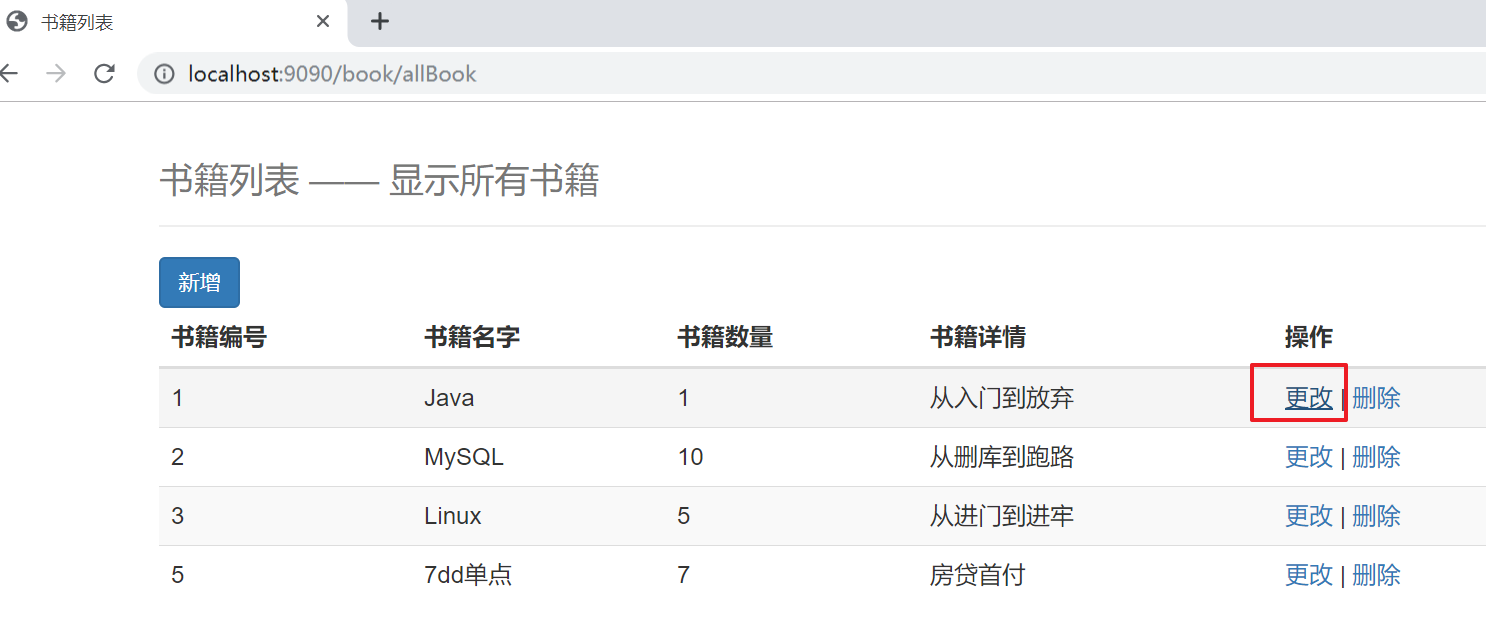 书籍列表
localhost:9090/book/allBook
书籍列表 —— 显示所有书籍
新增
书籍编号 书籍名字 书籍数量 书籍详情 操作
1 Java 1 从入门到放弃 更改 | 删除
2 MySQL 10 从删库到跑路 更改 | 删除
3 Linux 5 从进门到进牢 更改 | 删除
5 7dd单点 7 房贷首付 更改 | 删除